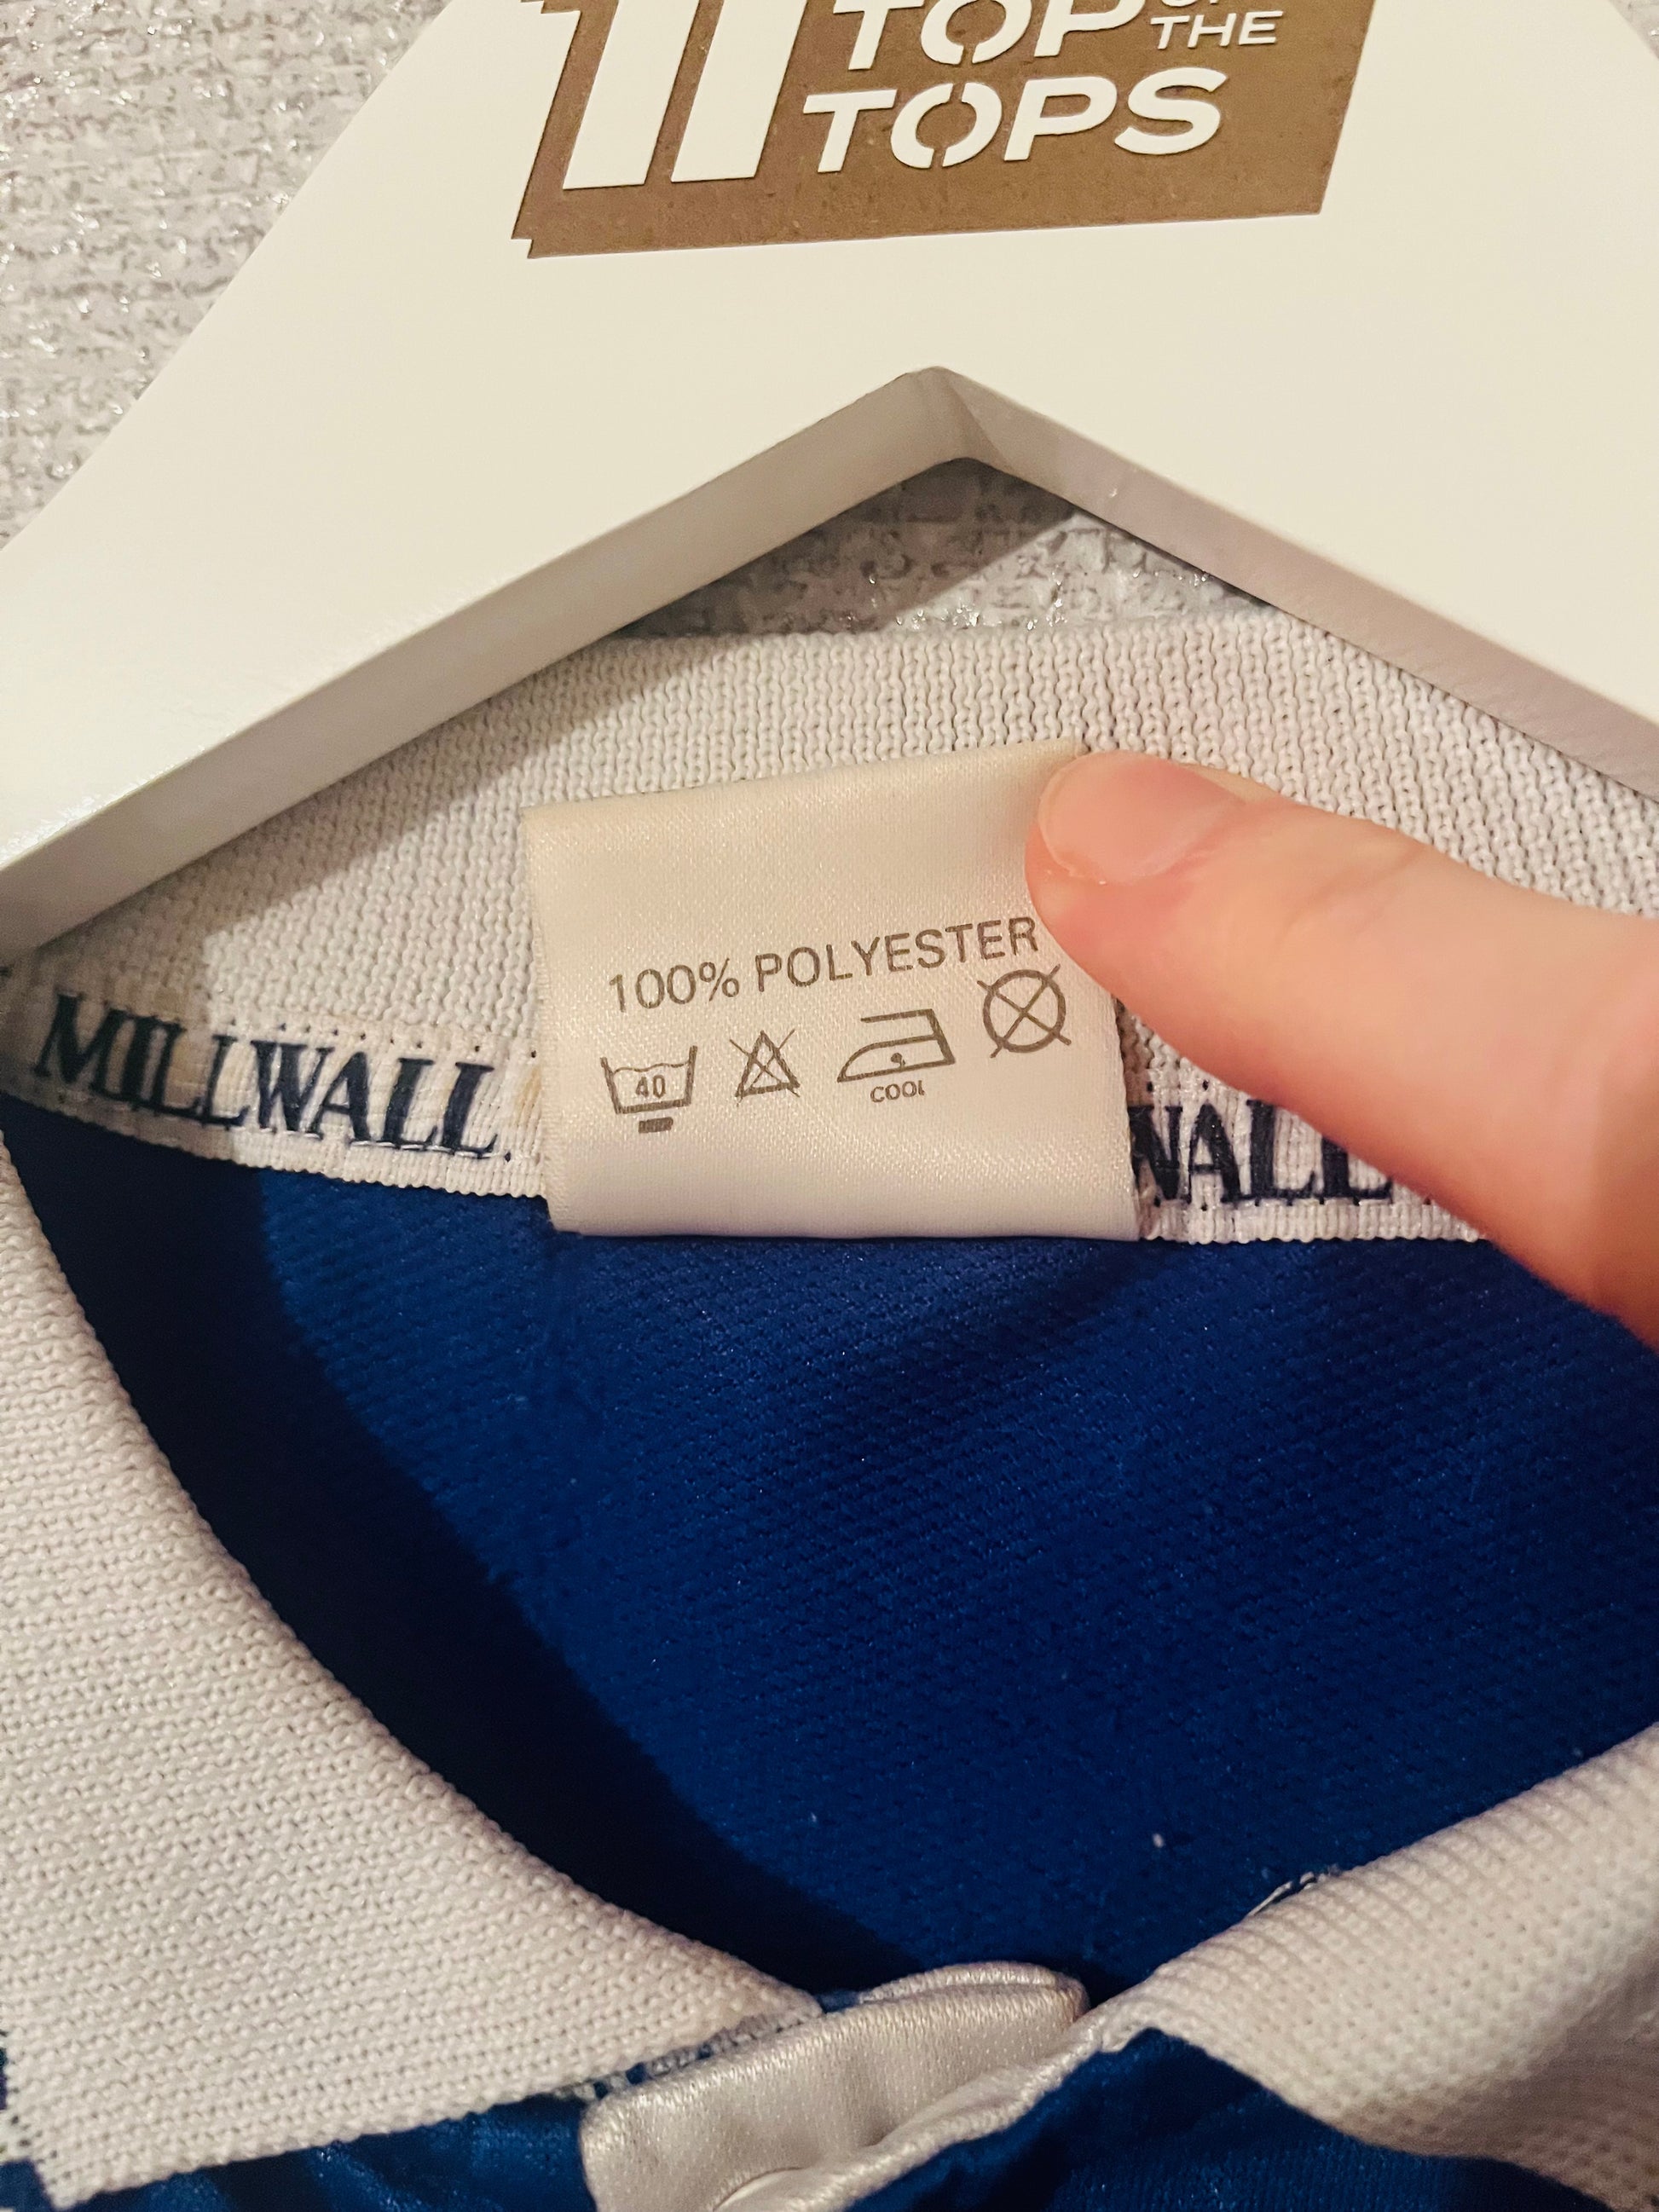 TOP
THE
TOPS
100% POLYESTER
40
COOL
MILLWALL.
WALL